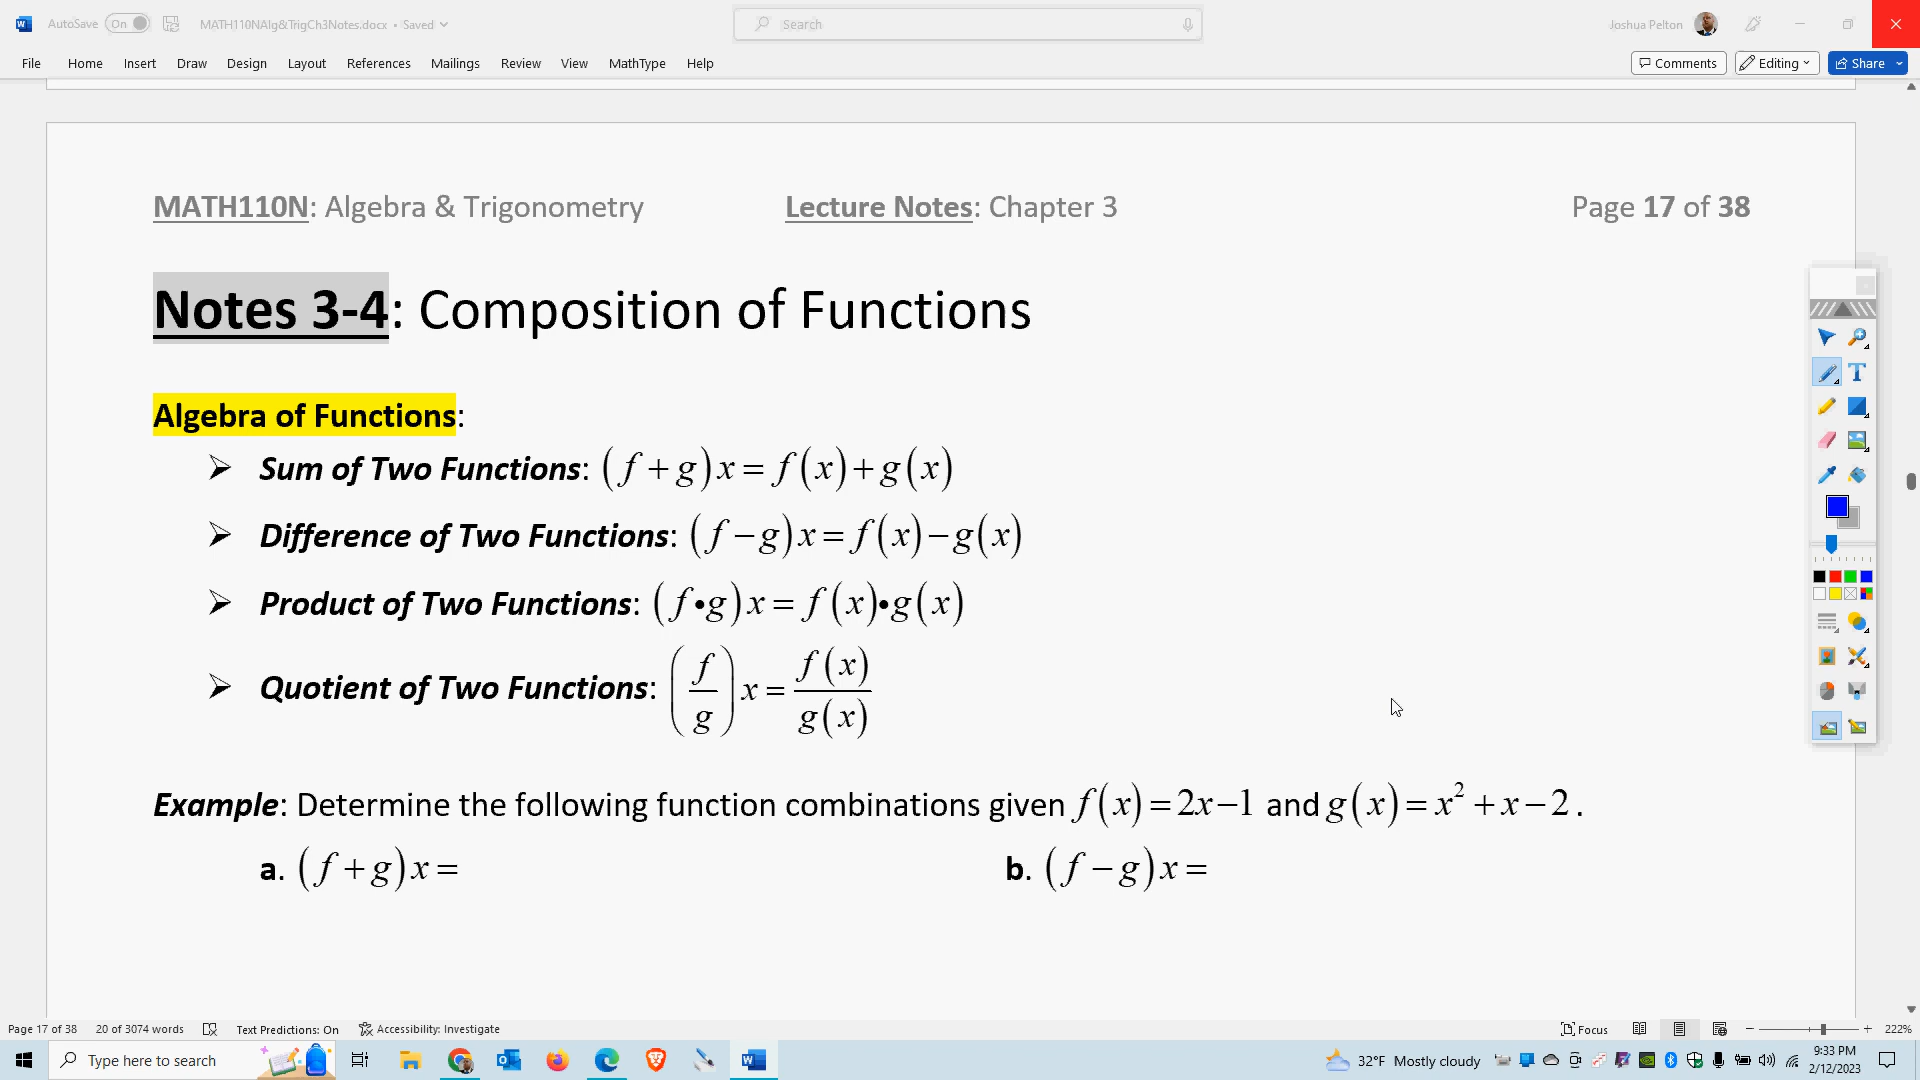 AutoSave On MATH110NAlg&TrigCh3Notes.docx • Saved Search Joshua Pelton
File Home Insert Draw Design Layout References Mailings Review View MathType Help Comments Editing Share
MATH110N: Algebra & Trigonometry Lecture Notes: Chapter 3 Page 17 of 38
Notes 3-4: Composition of Functions
Algebra of Functions:
➢ Sum of Two Functions: (f+g)x=f(x)+g(x)
➢ Difference of Two Functions: (f−g)x=f(x)−g(x)
➢ Product of Two Functions: (f•g)x=f(x)•g(x)
➢ Quotient of Two Functions: (f/g)x=f(x)/g(x)
Example: Determine the following function combinations given f(x)=2x−1 and g(x)=x²+x−2.
a. (f+g)x= b. (f−g)x=
Page 17 of 38 20 of 3074 words Text Predictions: On Accessibility: Investigate Focus 222%
Type here to search 32°F Mostly cloudy 9:33 PM
2/12/2023